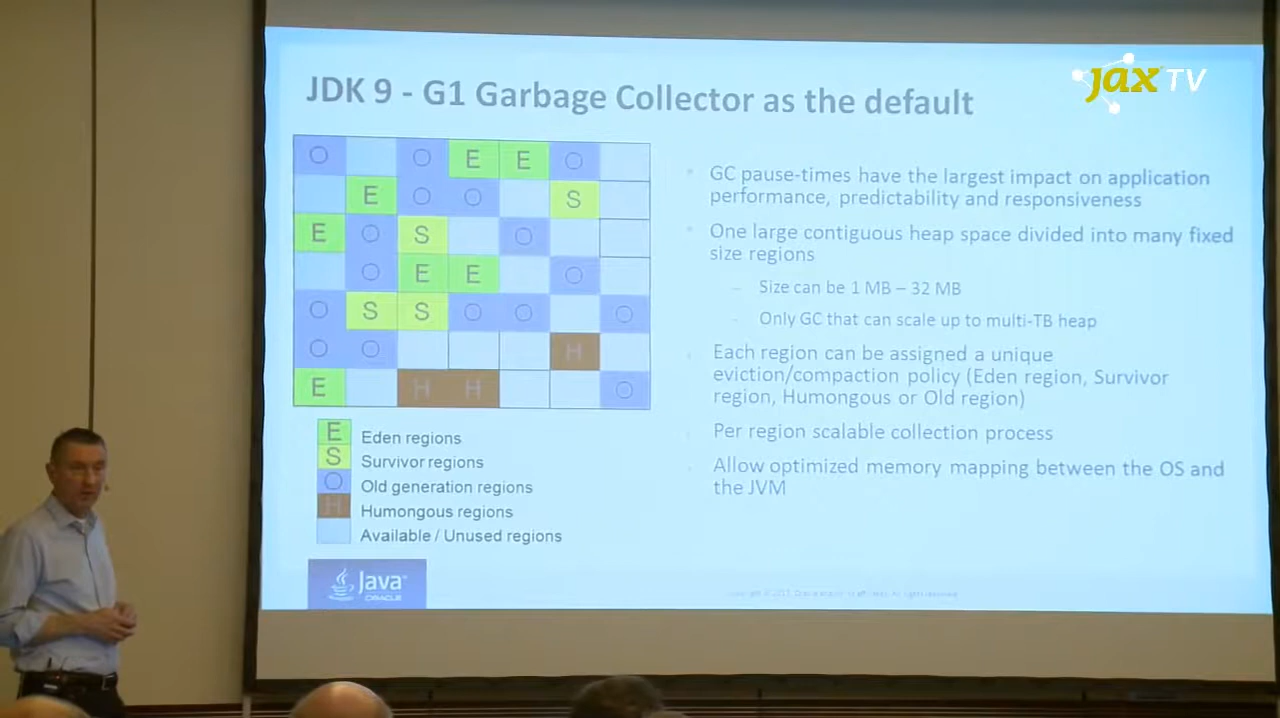 jax TV
JDK 9 - G1 Garbage Collector as the default
O O E E O
E O O S
E O S O
O E E O
O S S O O O
O O H
E H H O
GC pause-times have the largest impact on application
performance, predictability and responsiveness
One large contiguous heap space divided into many fixed
size regions
– Size can be 1 MB – 32 MB
– Only GC that can scale up to multi-TB heap
Each region can be assigned a unique
eviction/compaction policy (Eden region, Survivor
region, Humongous or Old region)
Per region scalable collection process
Allow optimized memory mapping between the OS and
the JVM
E Eden regions
S Survivor regions
O Old generation regions
H Humongous regions
Available / Unused regions
Java
ORACLE